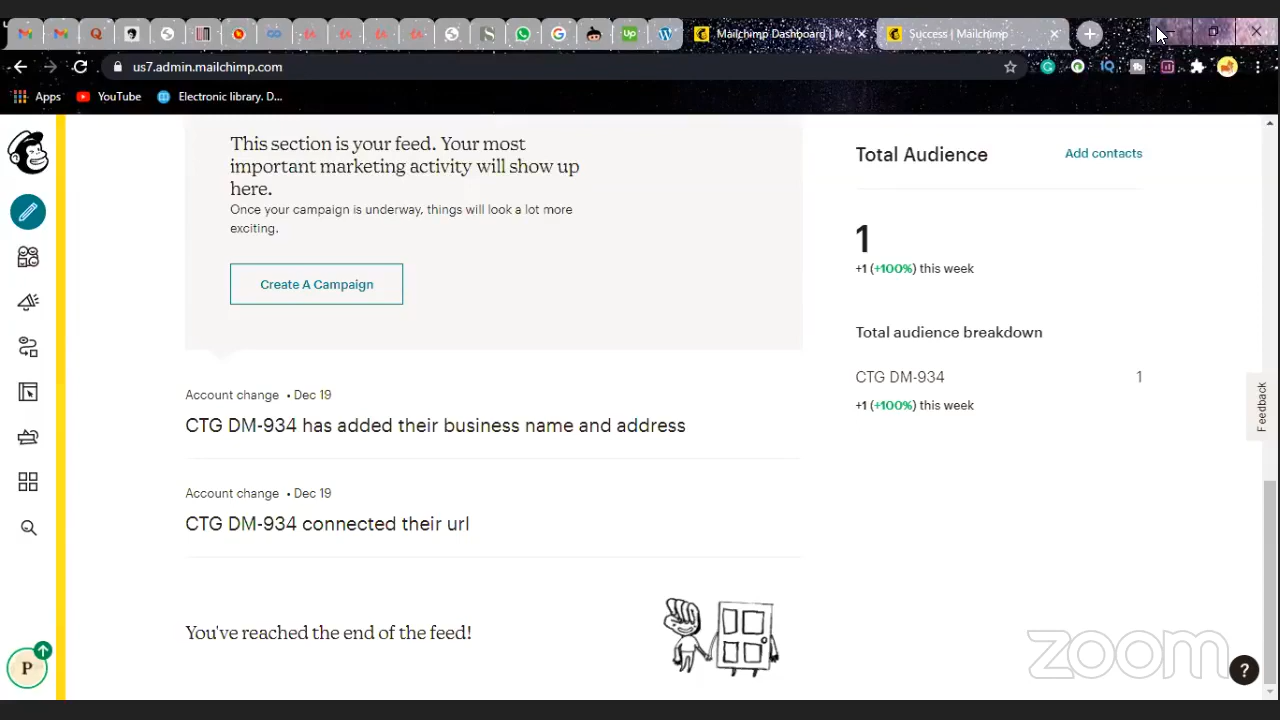 Mailchimp Dashboard | M
Success | Mailchimp
us7.admin.mailchimp.com
Apps
YouTube
Electronic library. D...
This section is your feed. Your most
important marketing activity will show up
here.
Once your campaign is underway, things will look a lot more
exciting.
Create A Campaign
Account change • Dec 19
CTG DM-934 has added their business name and address
Account change • Dec 19
CTG DM-934 connected their url
You've reached the end of the feed!
Total Audience
Add contacts
1
+1 (+100%) this week
Total audience breakdown
CTG DM-934 1
+1 (+100%) this week
Feedback
P
zoom
?
Up